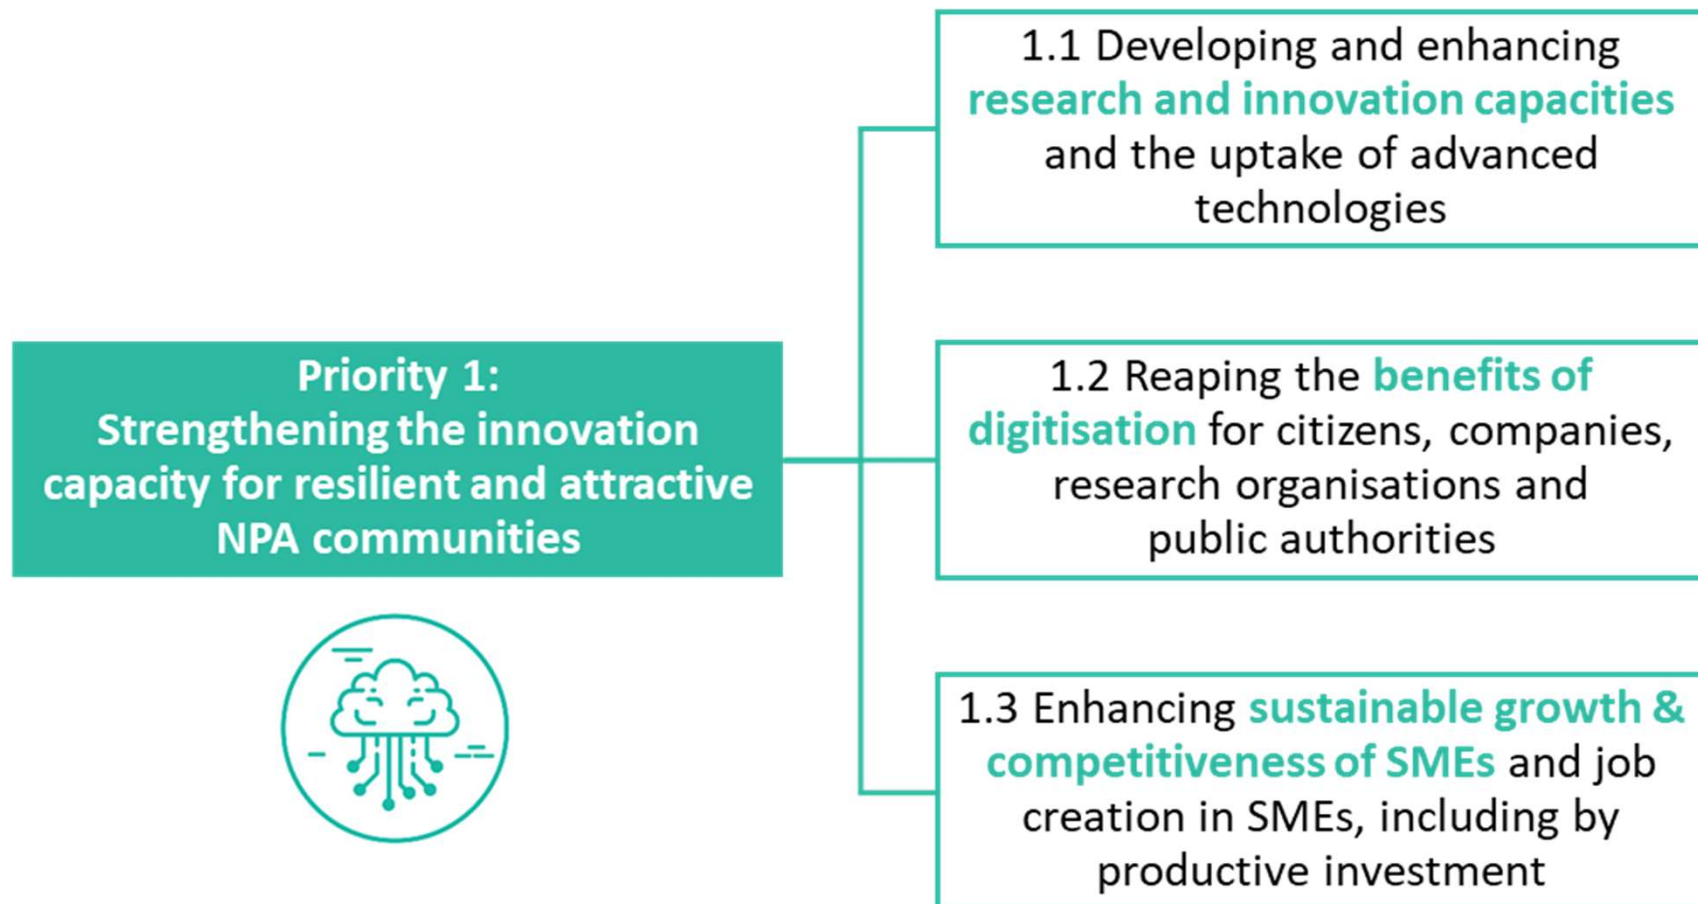 Priority 1:
Strengthening the innovation
capacity for resilient and attractive
NPA communities
1.1 Developing and enhancing
research and innovation capacities
and the uptake of advanced
technologies
1.2 Reaping the benefits of
digitisation for citizens, companies,
research organisations and
public authorities
1.3 Enhancing sustainable growth &
competitiveness of SMEs and job
creation in SMEs, including by
productive investment